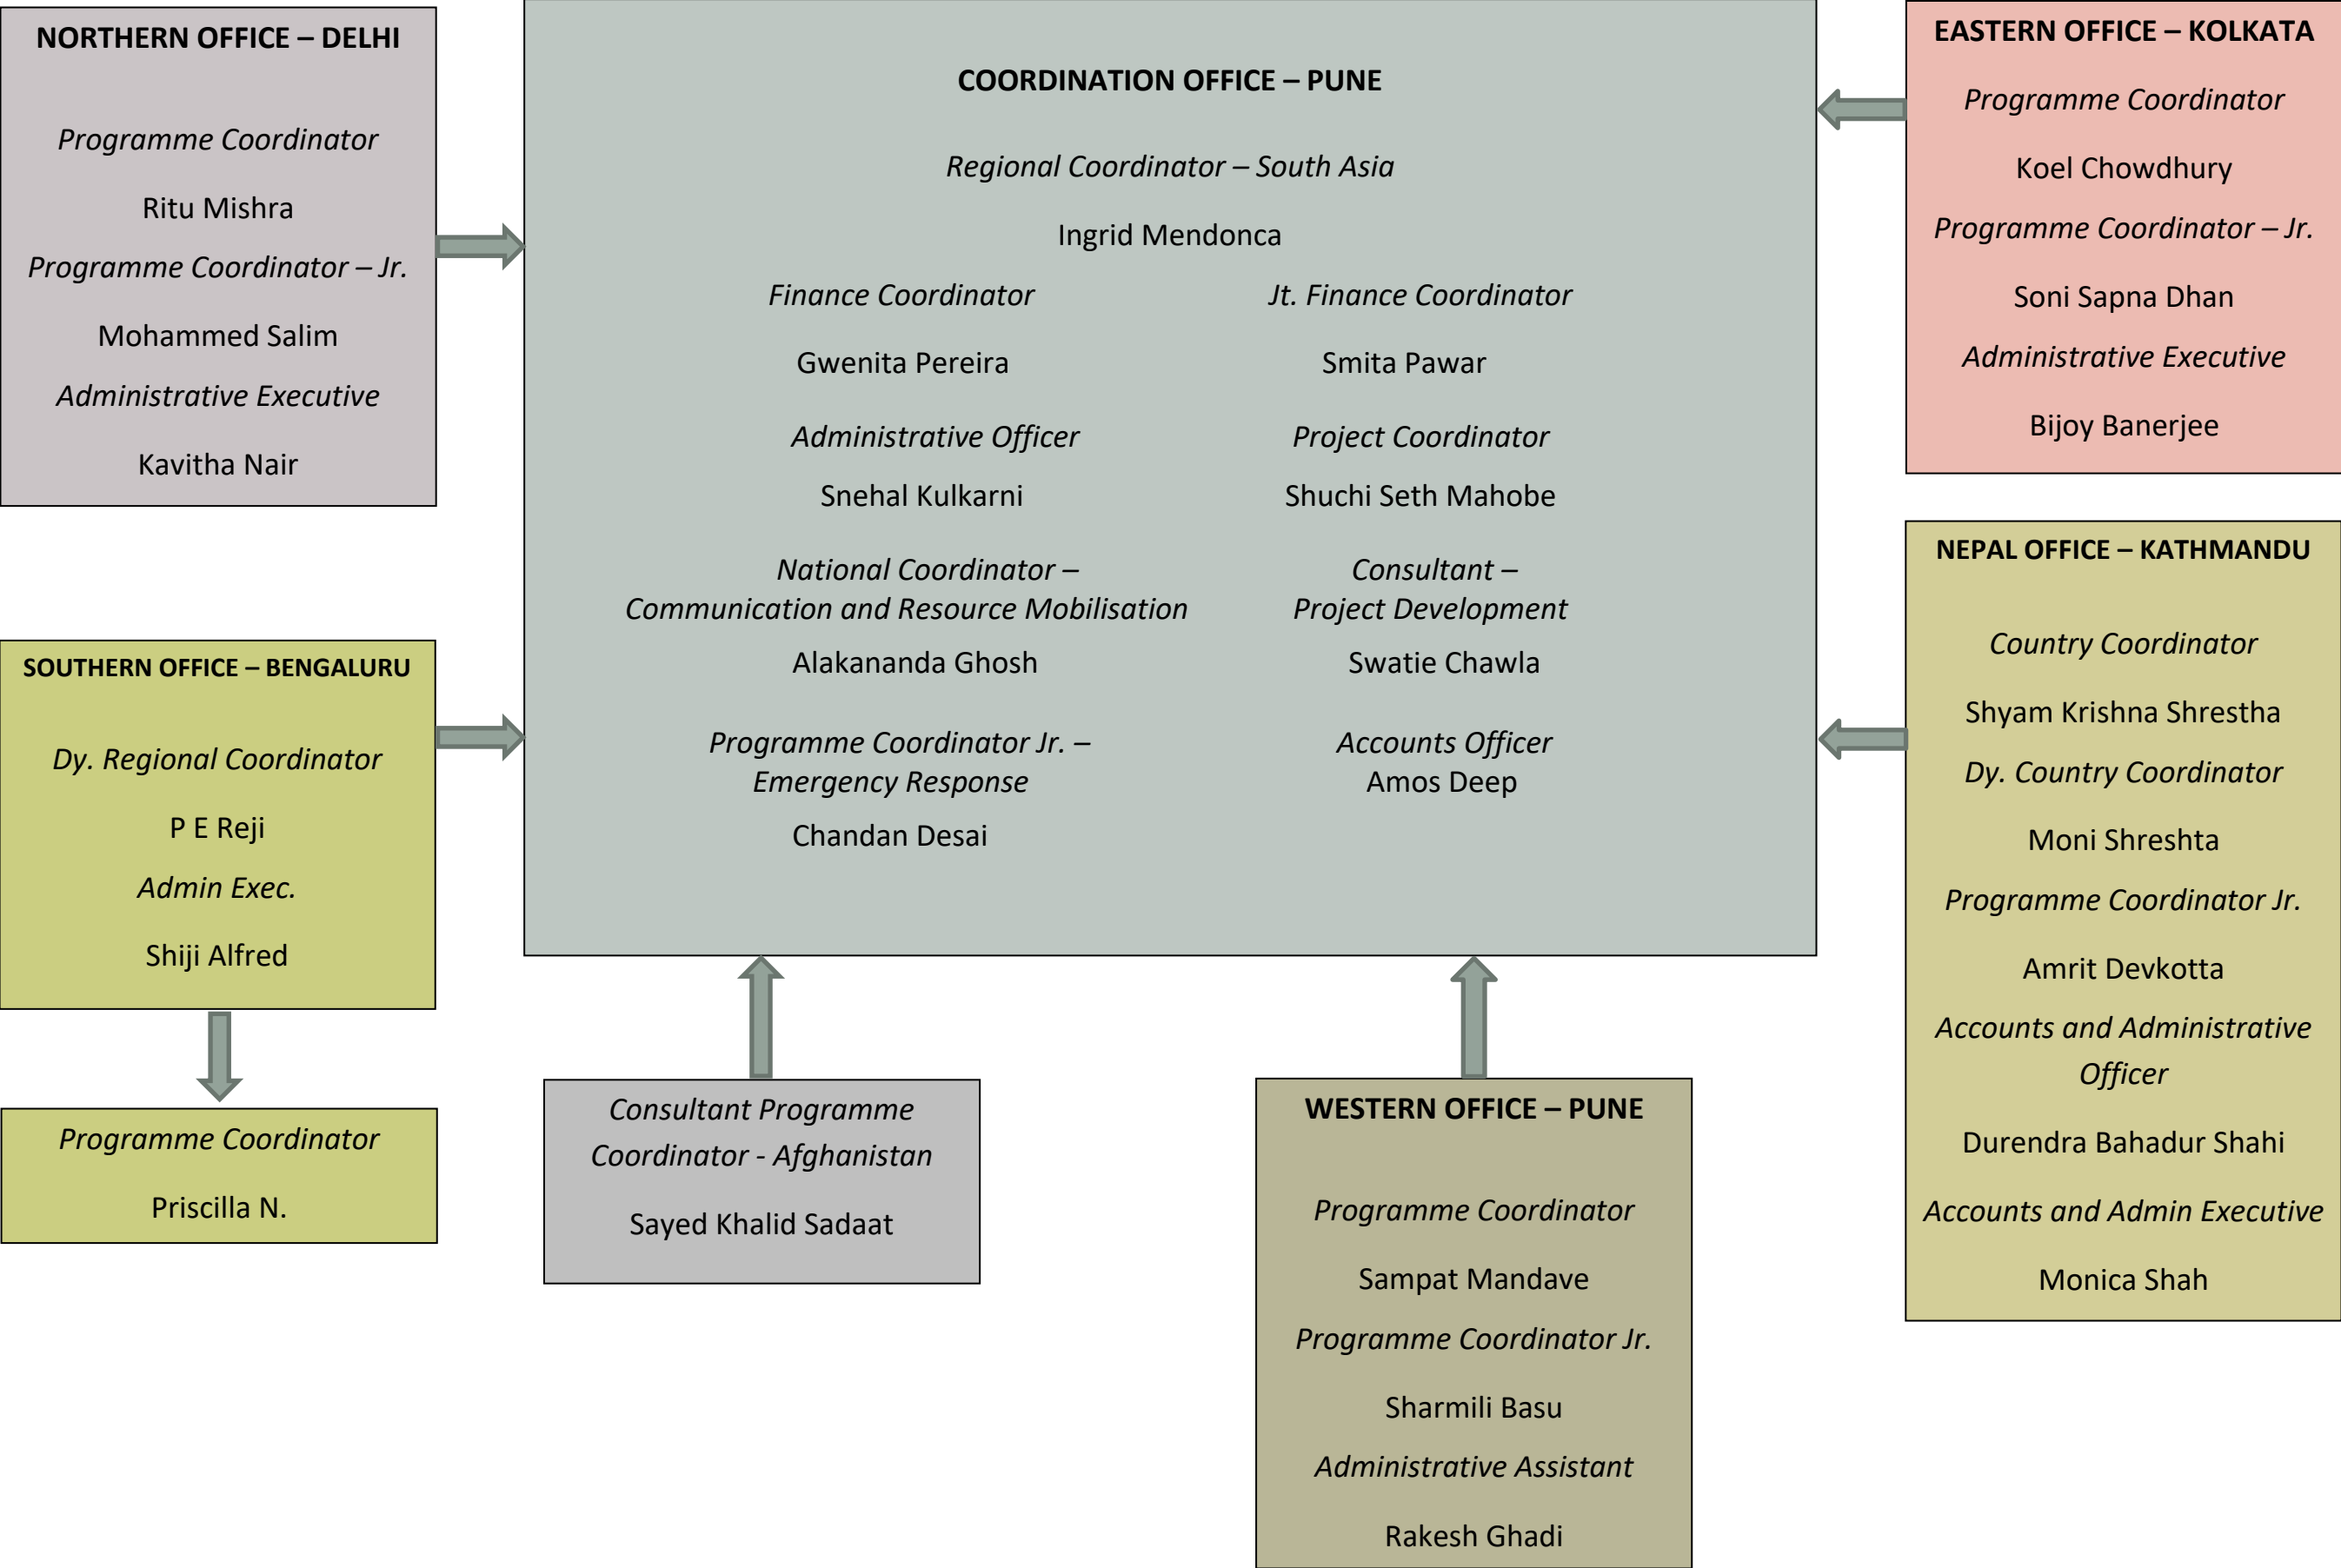 NORTHERN OFFICE – DELHI
Programme Coordinator
Ritu Mishra
Programme Coordinator – Jr.
Mohammed Salim
Administrative Executive
Kavitha Nair
SOUTHERN OFFICE – BENGALURU
Dy. Regional Coordinator
P E Reji
Admin Exec.
Shiji Alfred
Programme Coordinator
Priscilla N.
COORDINATION OFFICE – PUNE
Regional Coordinator – South Asia
Ingrid Mendonca
Finance Coordinator
Gwenita Pereira
Jt. Finance Coordinator
Smita Pawar
Administrative Officer
Snehal Kulkarni
Project Coordinator
Shuchi Seth Mahobe
National Coordinator –
Communication and Resource Mobilisation
Alakananda Ghosh
Consultant –
Project Development
Swatie Chawla
Programme Coordinator Jr. –
Emergency Response
Chandan Desai
Accounts Officer
Amos Deep
Consultant Programme
Coordinator - Afghanistan
Sayed Khalid Sadaat
WESTERN OFFICE – PUNE
Programme Coordinator
Sampat Mandave
Programme Coordinator Jr.
Sharmili Basu
Administrative Assistant
Rakesh Ghadi
EASTERN OFFICE – KOLKATA
Programme Coordinator
Koel Chowdhury
Programme Coordinator – Jr.
Soni Sapna Dhan
Administrative Executive
Bijoy Banerjee
NEPAL OFFICE – KATHMANDU
Country Coordinator
Shyam Krishna Shrestha
Dy. Country Coordinator
Moni Shreshta
Programme Coordinator Jr.
Amrit Devkotta
Accounts and Administrative
Officer
Durendra Bahadur Shahi
Accounts and Admin Executive
Monica Shah